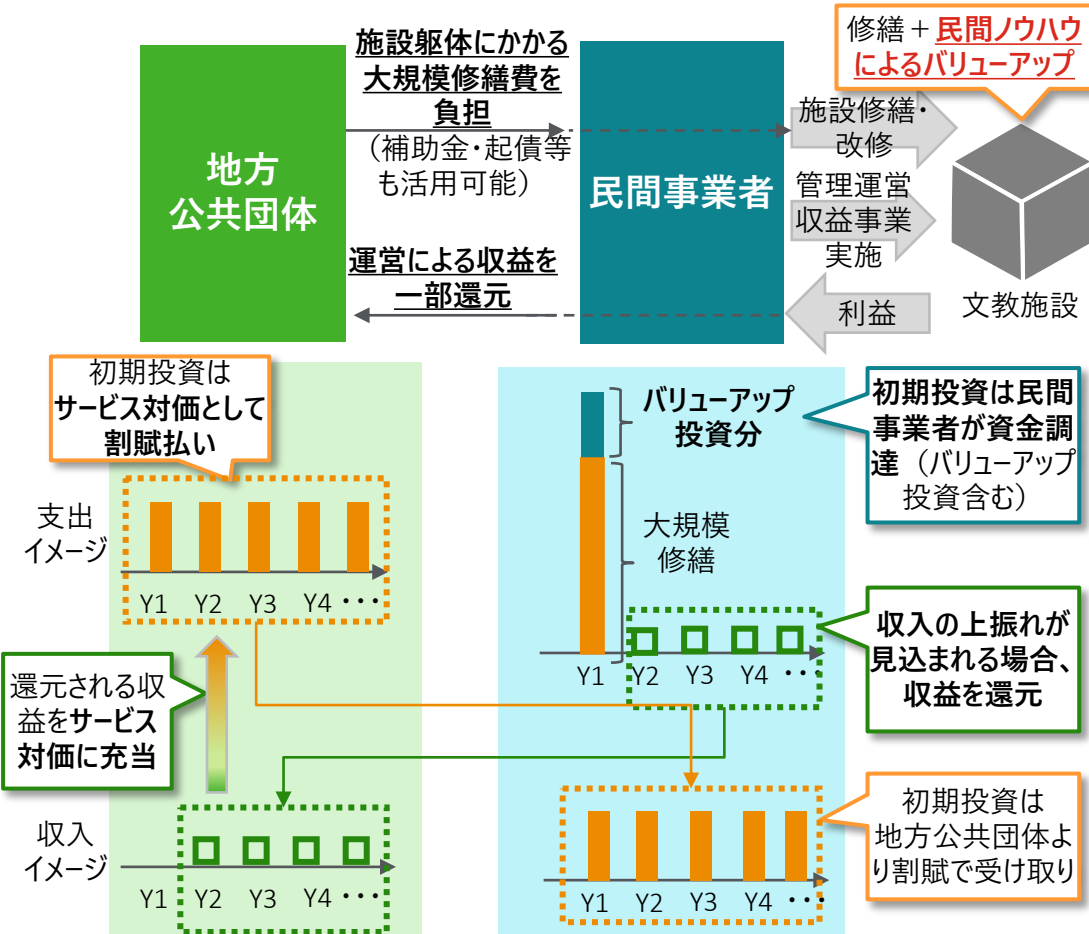 地方
公共団体
施設躯体にかかる
大規模修繕費を
負担
（補助金・起債等
も活用可能）
運営による収益を
一部還元
民間事業者
修繕＋民間ノウハウ
によるバリューアップ
施設修繕・
改修
管理運営
収益事業
実施
利益
文教施設
初期投資は
サービス対価として
割賦払い
支出
イメージ
Y1 Y2 Y3 Y4 ・・・
還元される収
益をサービス
対価に充当
収入
イメージ
Y1 Y2 Y3 Y4 ・・・
バリューアップ
投資分
大規模
修繕
Y1 Y2 Y3 Y4 ・・・
初期投資は民間
事業者が資金調
達（バリューアップ
投資含む）
収入の上振れが
見込まれる場合、
収益を還元
Y1 Y2 Y3 Y4 ・・・
初期投資は
地方公共団体よ
り割賦で受け取り